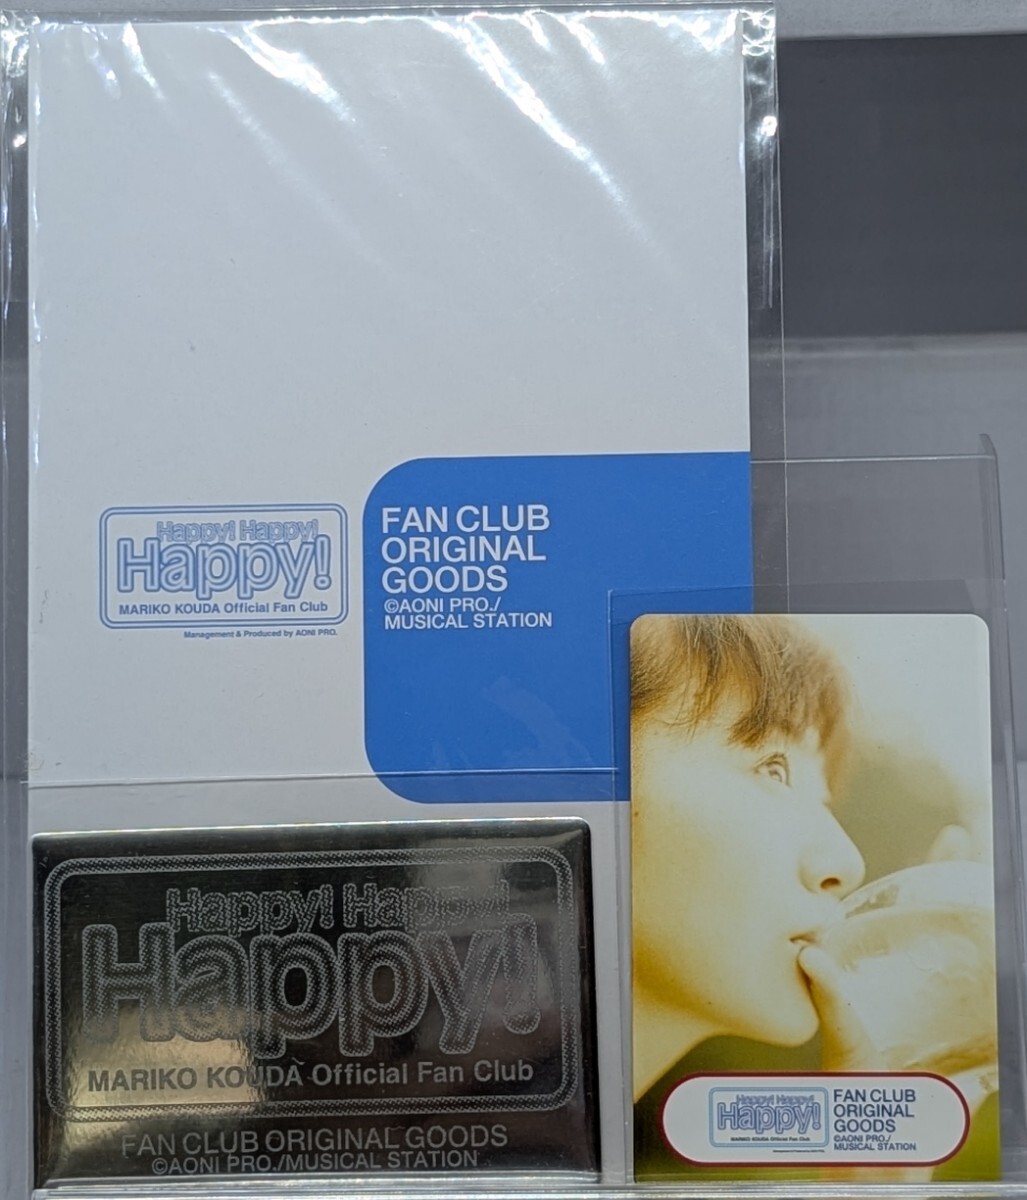 Happy! Happy!
Happy!
MARIKO KOUDA Official Fan Club
Management & Produced by AONI PRO.
FAN CLUB
ORIGINAL
GOODS
©AONI PRO./
MUSICAL STATION
Happy! Happy!
Happy!
MARIKO KOUDA Official Fan Club
FAN CLUB ORIGINAL GOODS
©AONI PRO./MUSICAL STATION
Happy! Happy!
Happy!
MARIKO KOUDA Official Fan Club
FAN CLUB
ORIGINAL
GOODS
©AONI PRO./
MUSICAL STATION